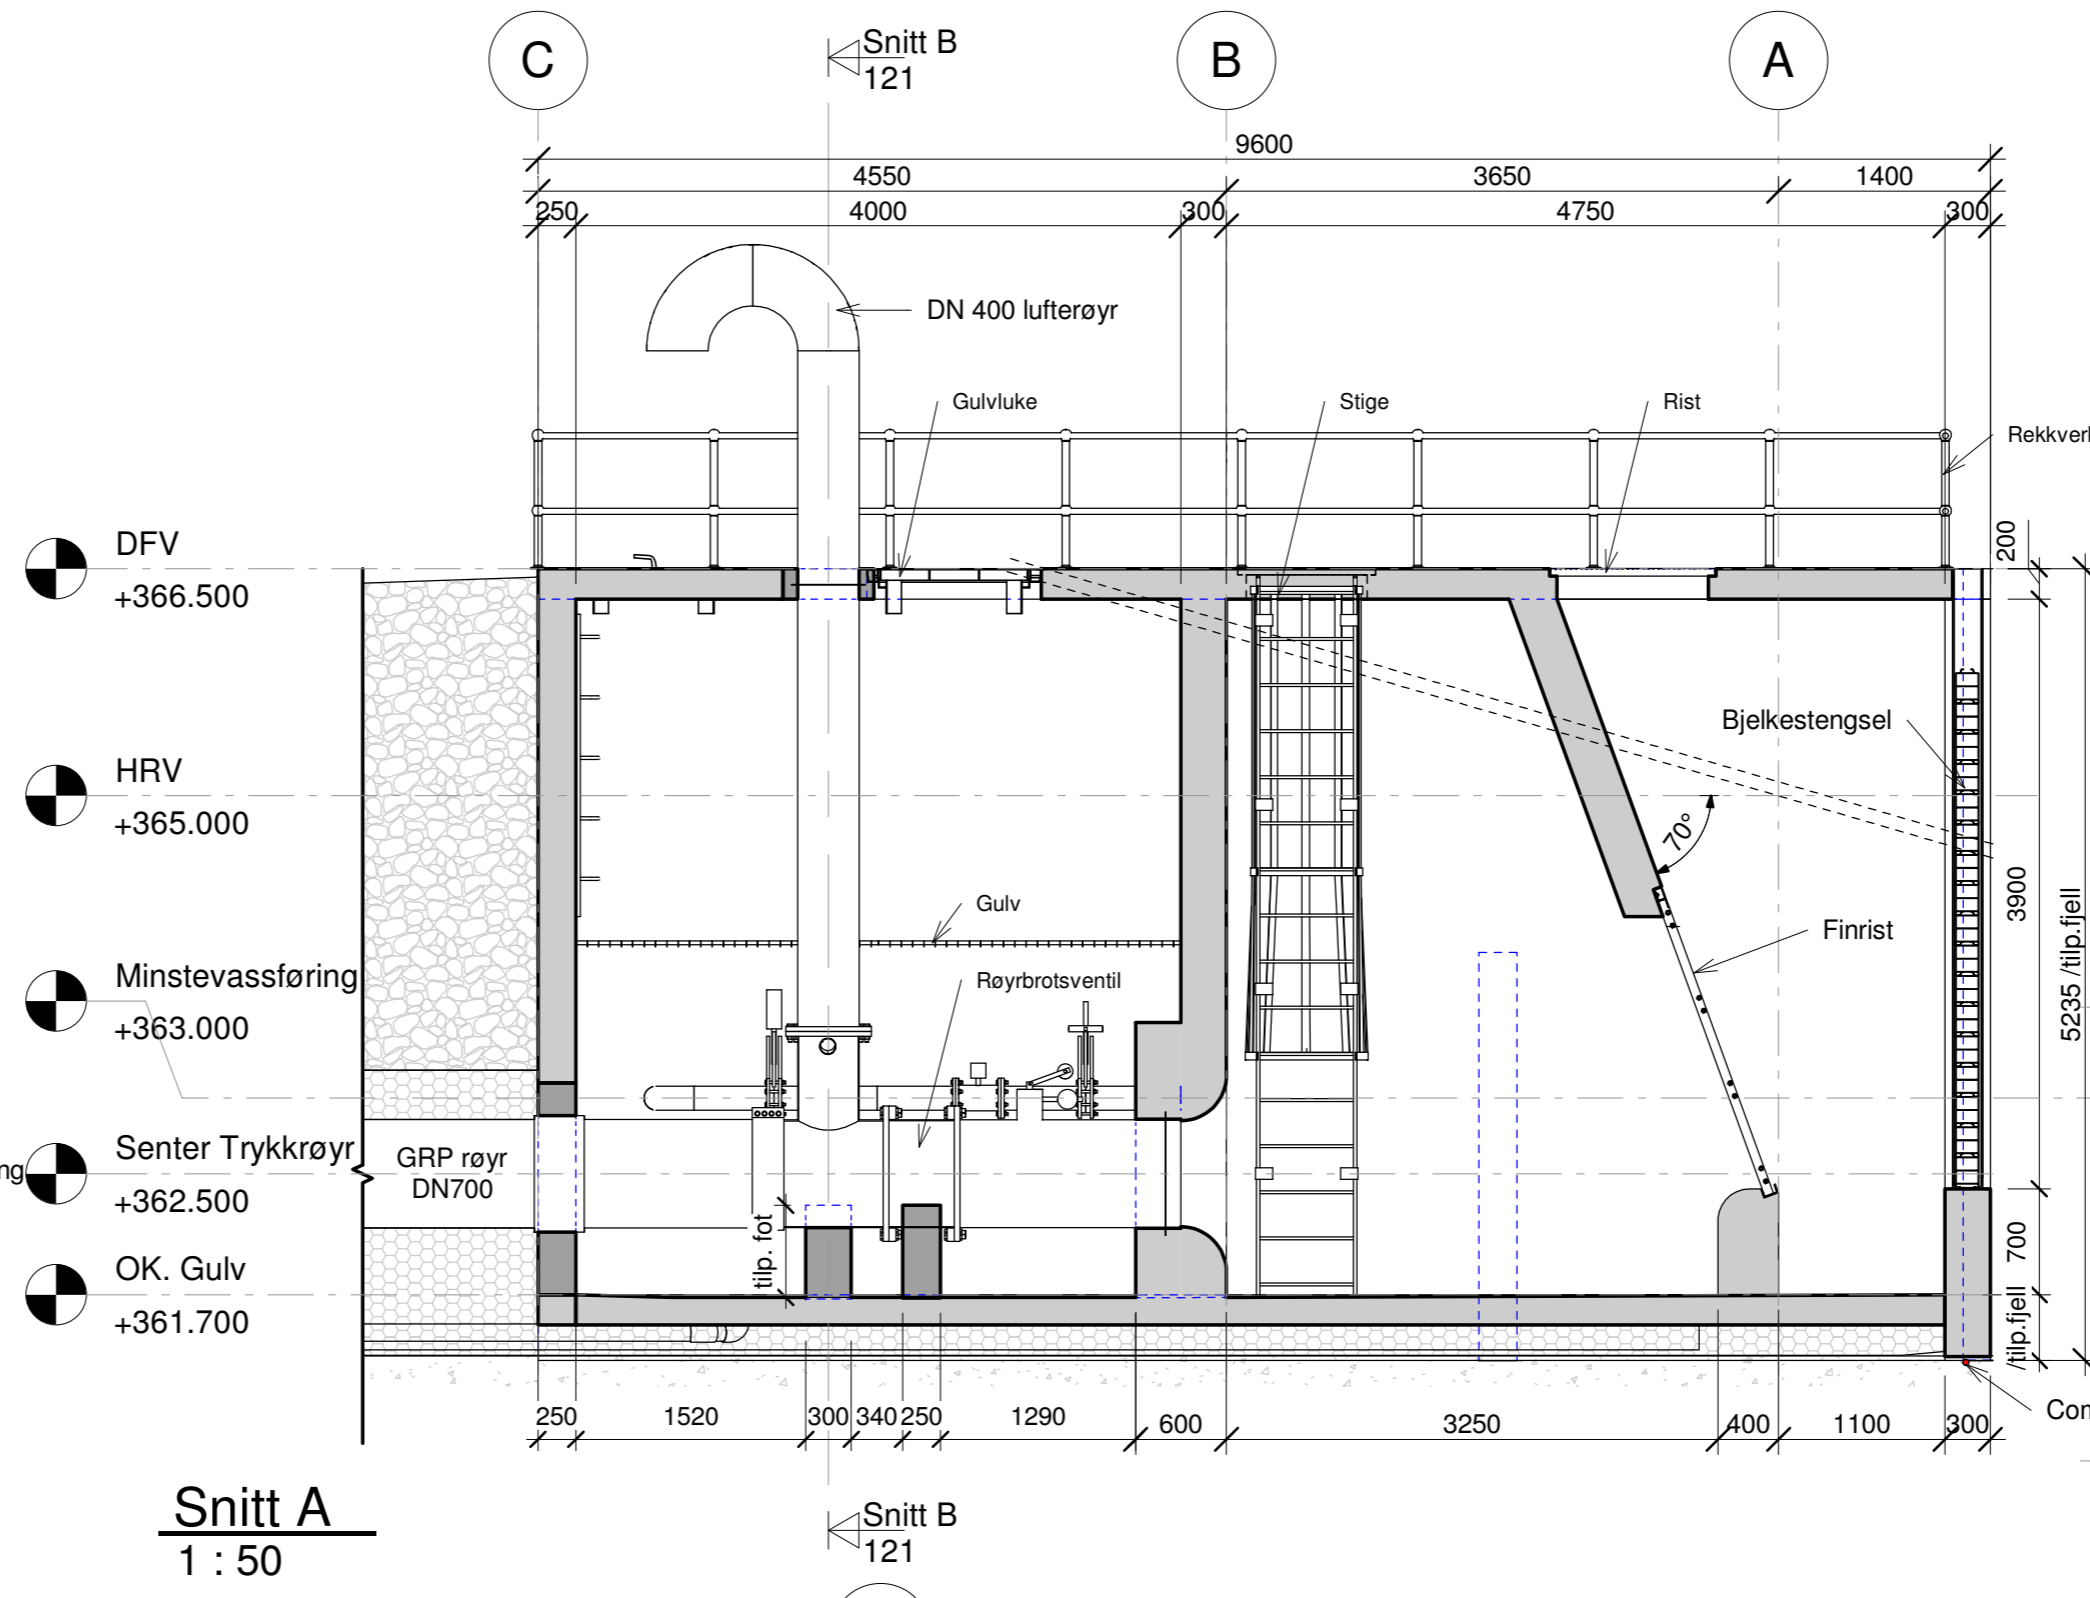 C
Snitt B
121
B
A
9600
4550
3650
1400
250
4000
300
4750
300
DN 400 lufterøyr
Gulvluke
Stige
Rist
DFV
+366.500
200
HRV
+365.000
Bjelkestengsel
70°
3900
5235 /tilp.fjell
Gulv
Finrist
Røyrbrotsventil
Minstevassføring
+363.000
Senter Trykkrøyr
+362.500
GRP røyr
DN700
tilp. fot
700
OK. Gulv
+361.700
/tilp.fjell
250
1520
300
340
250
1290
600
3250
400
1100
300
Snitt A
1 : 50
Snitt B
121